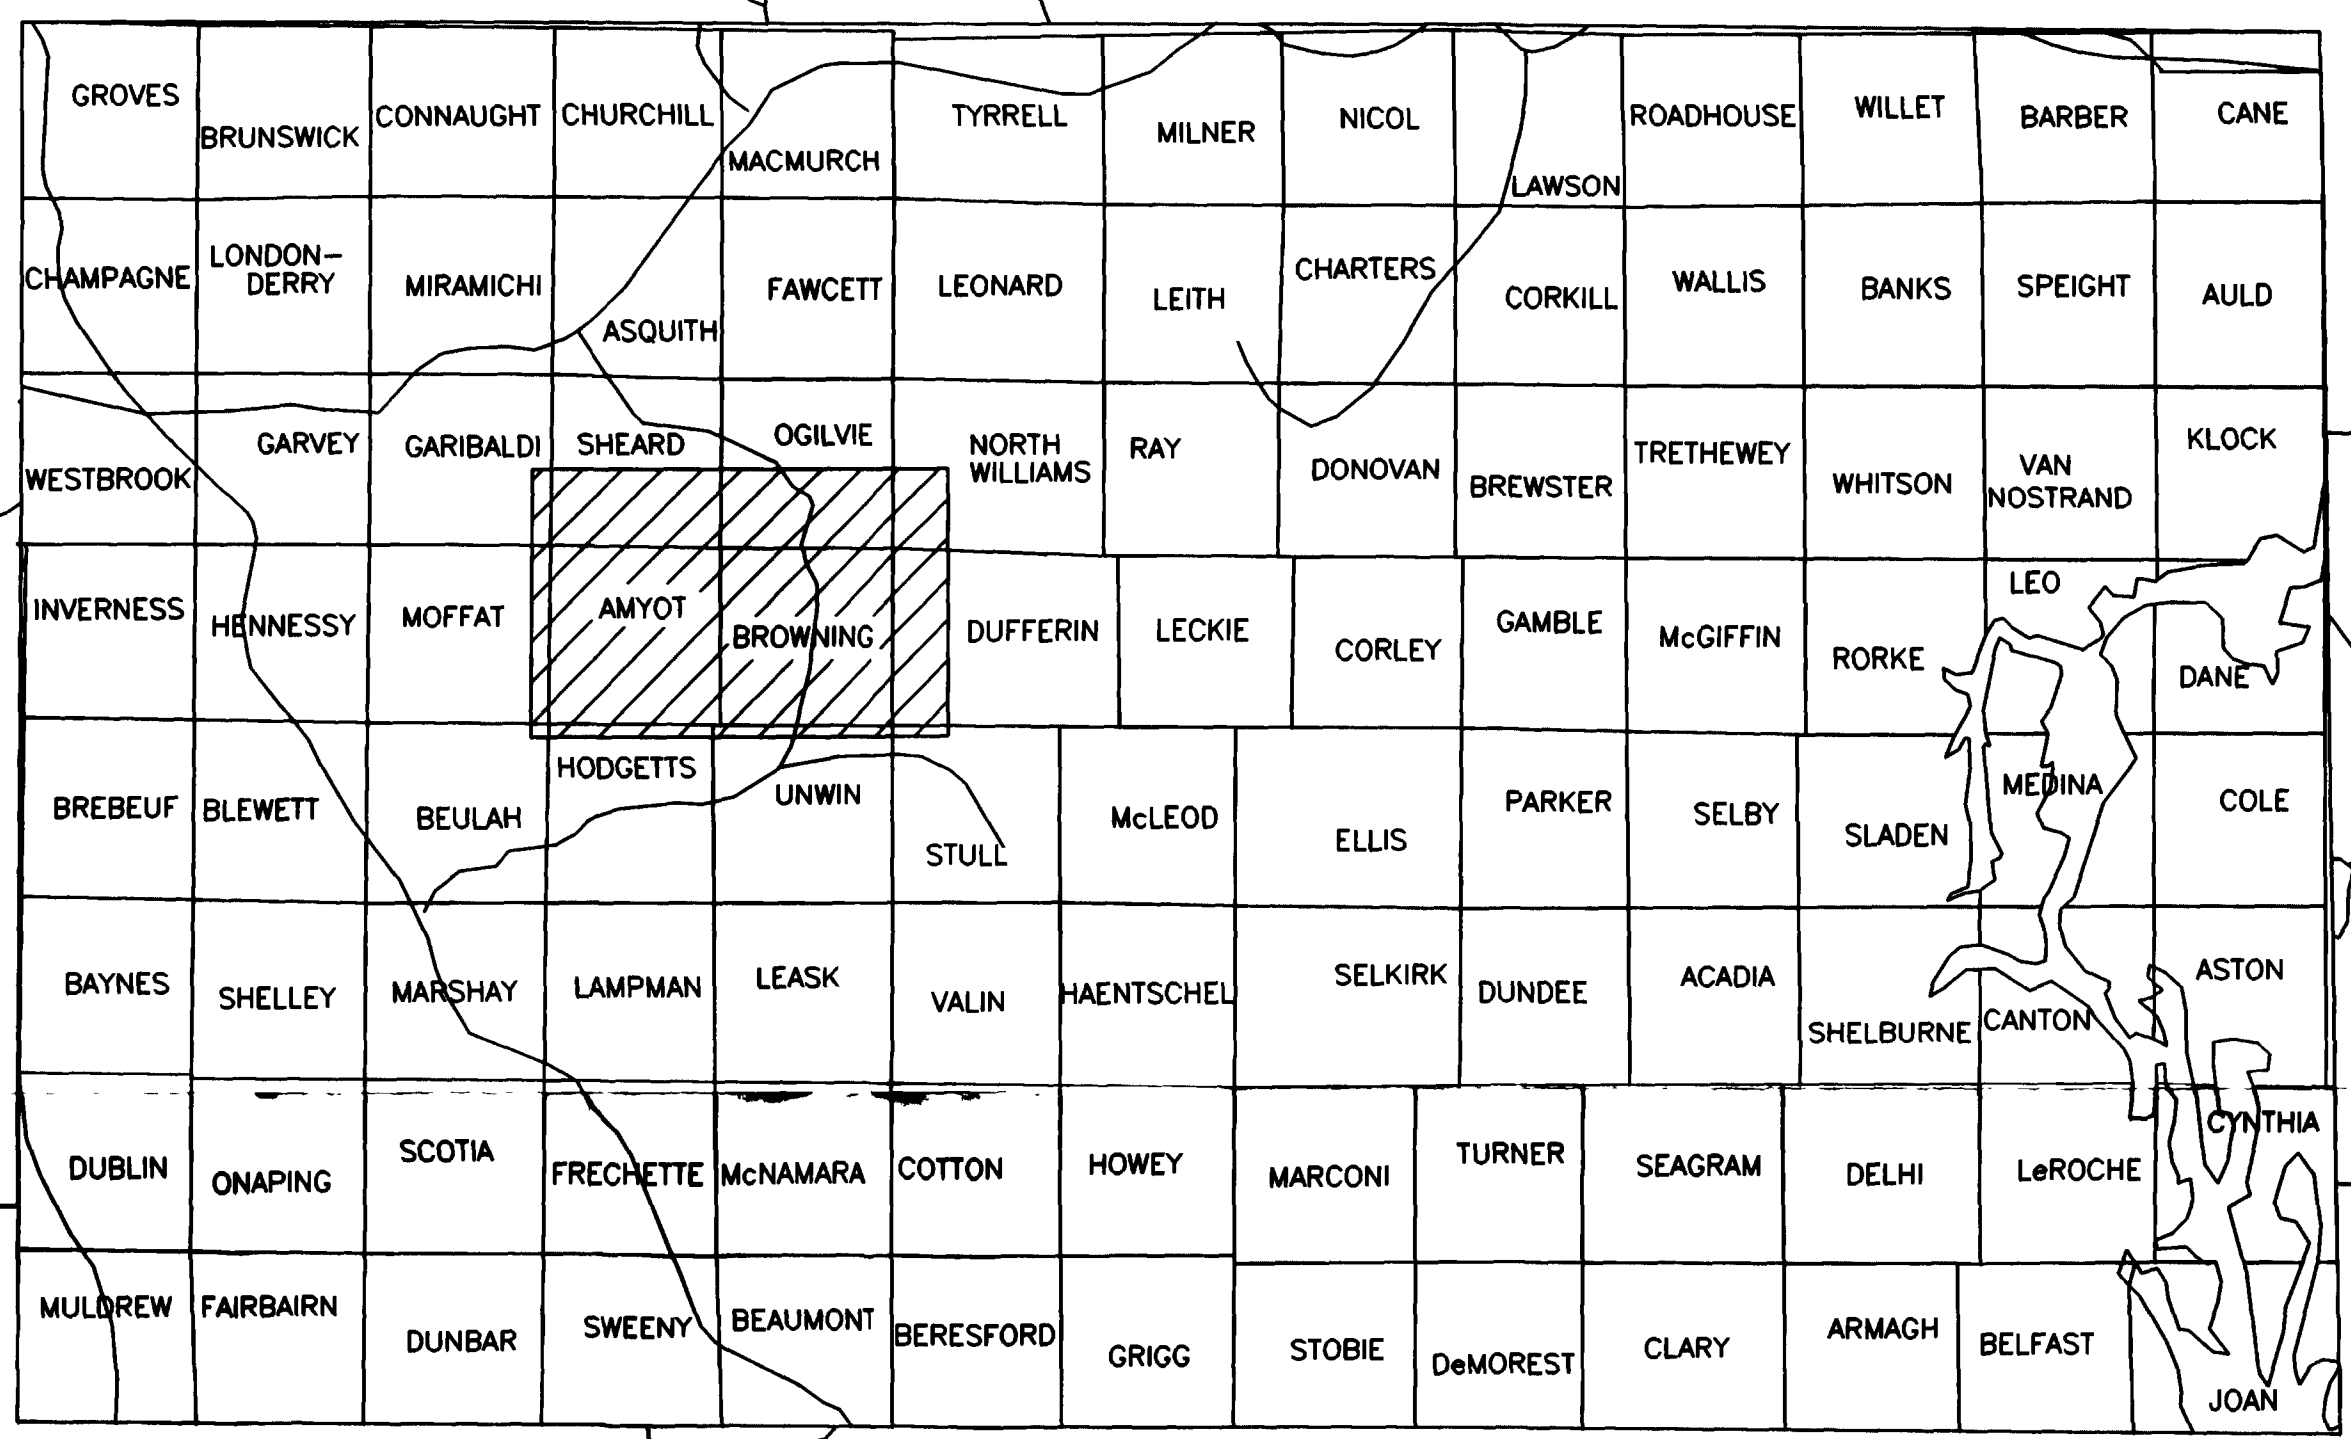 GROVES
BRUNSWICK
CONNAUGHT
CHURCHILL
MACMURCH
TYRRELL
MILNER
NICOL
LAWSON
ROADHOUSE
WILLET
BARBER
CANE
CHAMPAGNE
LONDON-
DERRY
MIRAMICHI
ASQUITH
FAWCETT
LEONARD
LEITH
CHARTERS
CORKILL
WALLIS
BANKS
SPEIGHT
AULD
WESTBROOK
GARVEY
GARIBALDI
SHEARD
OGILVIE
NORTH
WILLIAMS
RAY
DONOVAN
BREWSTER
TRETHEWEY
WHITSON
VAN
NOSTRAND
KLOCK
INVERNESS
HENNESSY
MOFFAT
AMYOT
BROWNING
DUFFERIN
LECKIE
CORLEY
GAMBLE
McGIFFIN
RORKE
LEO
DANE
BREBEUF
BLEWETT
BEULAH
HODGETTS
UNWIN
STULL
McLEOD
ELLIS
PARKER
SELBY
SLADEN
MEDINA
COLE
BAYNES
SHELLEY
MARSHAY
LAMPMAN
LEASK
VALIN
HAENTSCHEL
SELKIRK
DUNDEE
ACADIA
SHELBURNE
CANTON
ASTON
DUBLIN
ONAPING
SCOTIA
FRECHETTE
McNAMARA
COTTON
HOWEY
MARCONI
TURNER
SEAGRAM
DELHI
LeROCHE
CYNTHIA
MULDREW
FAIRBAIRN
DUNBAR
SWEENY
BEAUMONT
BERESFORD
GRIGG
STOBIE
DeMOREST
CLARY
ARMAGH
BELFAST
JOAN